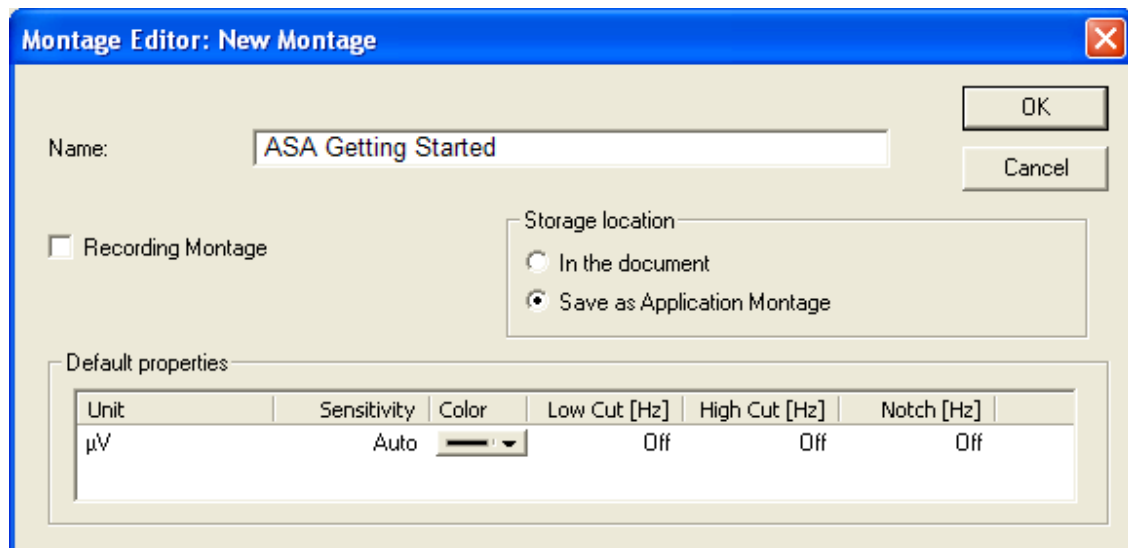 Montage Editor: New Montage
OK
Name: ASA Getting Started
Cancel
Storage location
Recording Montage
In the document
Save as Application Montage
Default properties
Unit Sensitivity Color Low Cut [Hz] High Cut [Hz] Notch [Hz]
µV Auto Off Off Off